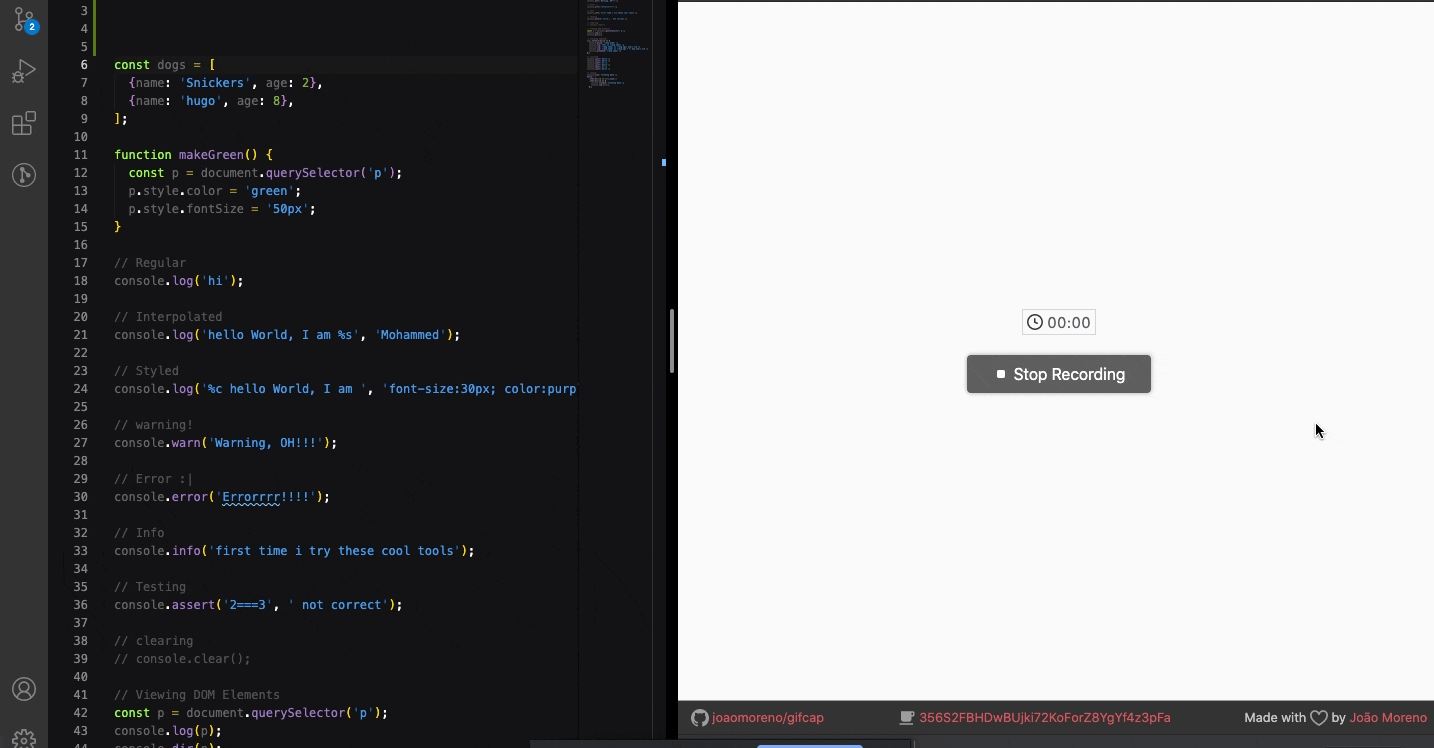 2
3
4
5
6 const dogs = [
7 {name: 'Snickers', age: 2},
8 {name: 'hugo', age: 8},
9 ];
10
11 function makeGreen() {
12 const p = document.querySelector('p');
13 p.style.color = 'green';
14 p.style.fontSize = '50px';
15 }
16
17 // Regular
18 console.log('hi');
19
20 // Interpolated
21 console.log('hello World, I am %s', 'Mohammed');
22
23 // Styled
24 console.log('%c hello World, I am ', 'font-size:30px; color:purp
25
26 // warning!
27 console.warn('Warning, OH!!!');
28
29 // Error :|
30 console.error('Errorrrr!!!!');
31
32 // Info
33 console.info('first time i try these cool tools');
34
35 // Testing
36 console.assert('2===3', ' not correct');
37
38 // clearing
39 // console.clear();
40
41 // Viewing DOM Elements
42 const p = document.querySelector('p');
43 console.log(p);
44 console.dir(p);
00:00
Stop Recording
joaomoreno/gifcap
356S2FBHDwBUjki72KoForZ8YgYf4z3pFa
Made with by João Moreno